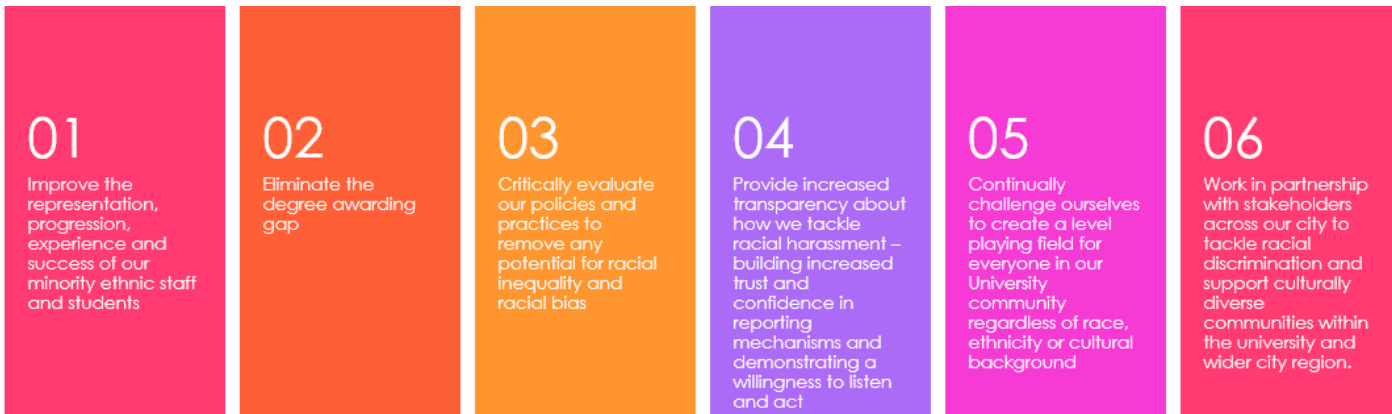 01
Improve the
representation,
progression,
experience and
success of our
minority ethnic staff
and students
02
Eliminate the
degree awarding
gap
03
Critically evaluate
our policies and
practices to
remove any
potential for racial
inequality and
racial bias
04
Provide increased
transparency about
how we tackle
racial harassment –
building increased
trust and
confidence in
reporting
mechanisms and
demonstrating a
willingness to listen
and act
05
Continually
challenge ourselves
to create a level
playing field for
everyone in our
University
community
regardless of race,
ethnicity or cultural
background
06
Work in partnership
with stakeholders
across our city to
tackle racial
discrimination and
support culturally
diverse
communities within
the university and
wider city region.